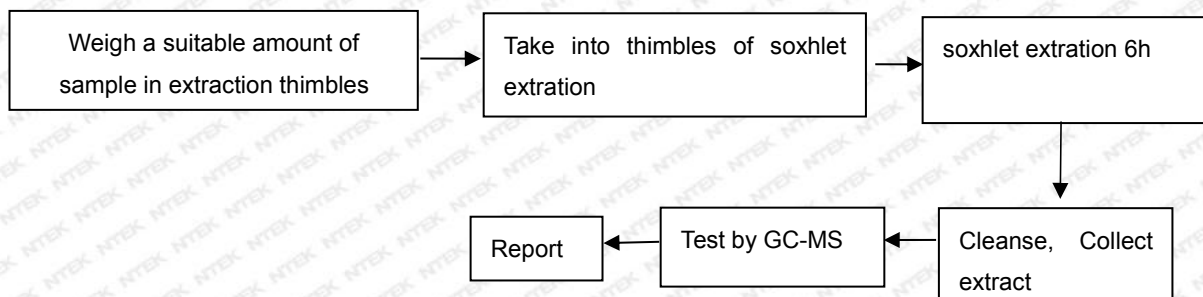 Weigh a suitable amount of
sample in extraction thimbles
Take into thimbles of soxhlet
extration
soxhlet extration 6h
Cleanse, Collect
extract
Test by GC-MS
Report